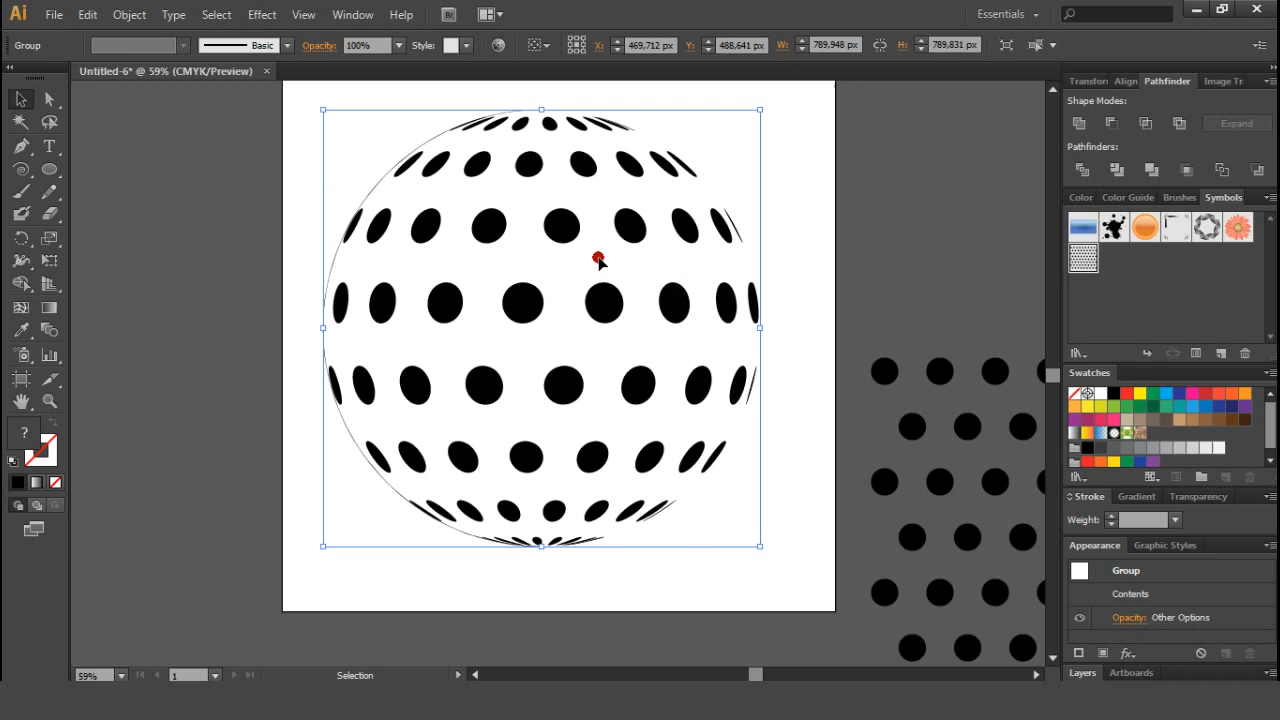 Ai File Edit Object Type Select Effect View Window Help Br Essentials
Group Basic Opacity: 100% Style: X: 469,712 px Y: 488,641 px W: 789,948 px H: 789,831 px
Untitled-6* @ 59% (CMYK/Preview) ×
Transform Align Pathfinder Image Tr
Shape Modes:
Expand
Pathfinders:
Color Color Guide Brushes Symbols
Swatches
Stroke Gradient Transparency
Weight:
Appearance Graphic Styles
Group
Contents
Opacity: Other Options
fx
Layers Artboards
T
?
59% 1 Selection